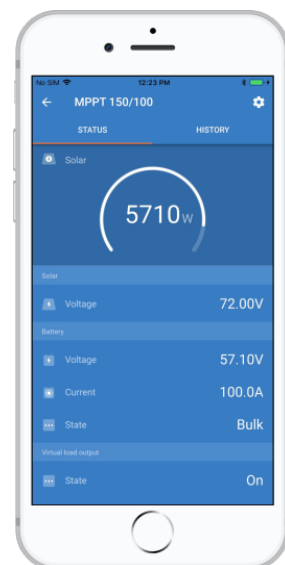 No SIM 12:23 PM
MPPT 150/100
STATUS HISTORY
Solar
5710W
Solar
Voltage 72.00V
Battery
Voltage 57.10V
Current 100.0A
State Bulk
Virtual load output
State On